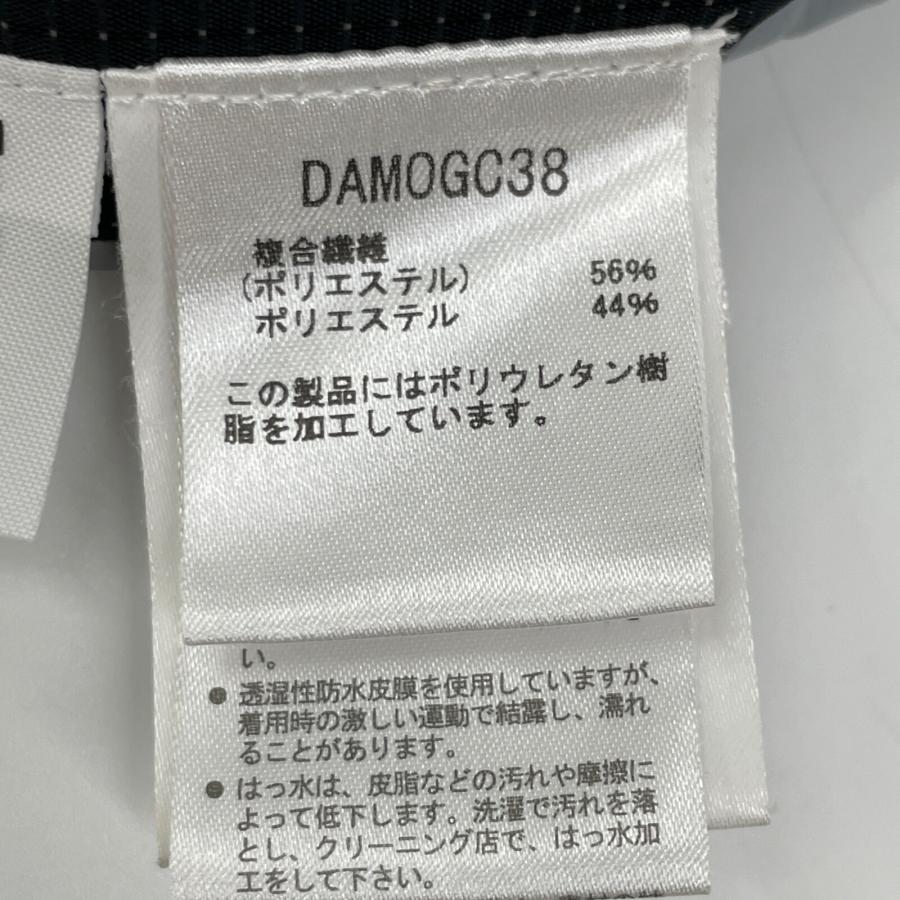 DAMOGC38
複合繊維
(ポリエステル) 56%
ポリエステル 44%
この製品にはポリウレタン樹
脂を加工しています。
い。
● 透湿性防水皮膜を使用していますが、
着用時の激しい運動で結露し、濡れ
ることがあります。
● はっ水は、皮脂などの汚れや摩擦に
よって低下します。洗濯で汚れを落
とし、クリーニング店で、はっ水加
工をして下さい。